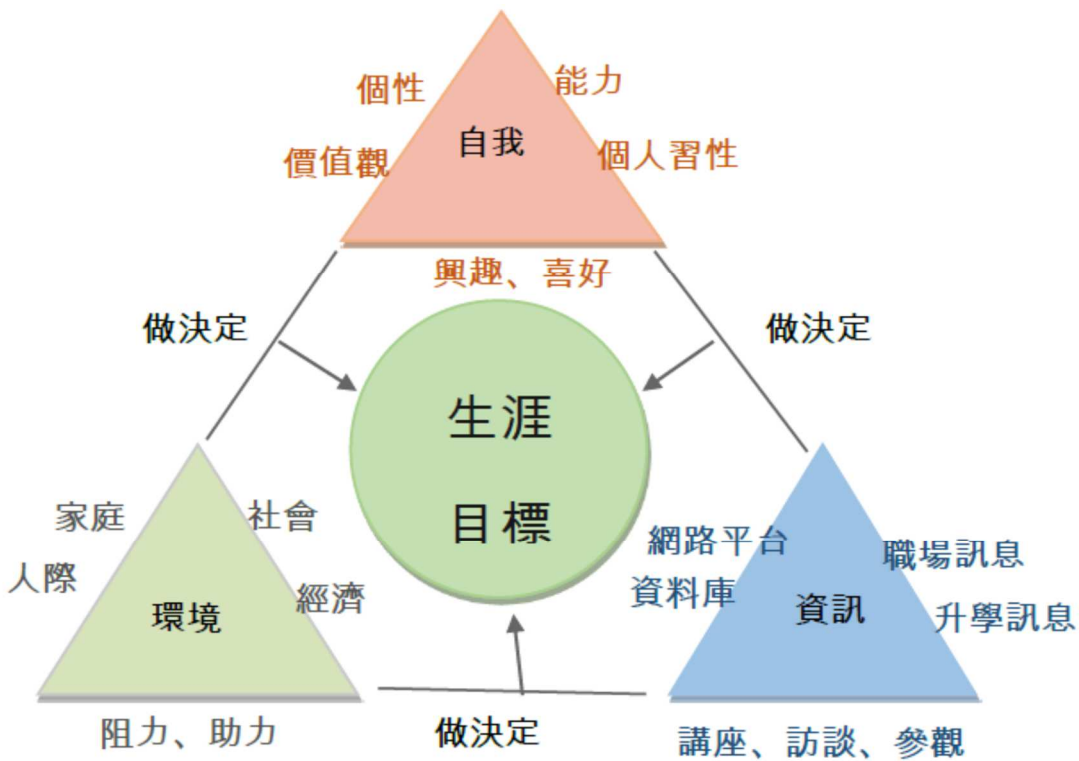 個性
能力
自我
價值觀
個人習性
興趣、喜好
做決定
做決定
生涯
目標
家庭
社會
人際
經濟
環境
阻力、助力
網路平台
職場訊息
資料庫
升學訊息
資訊
講座、訪談、參觀
做決定